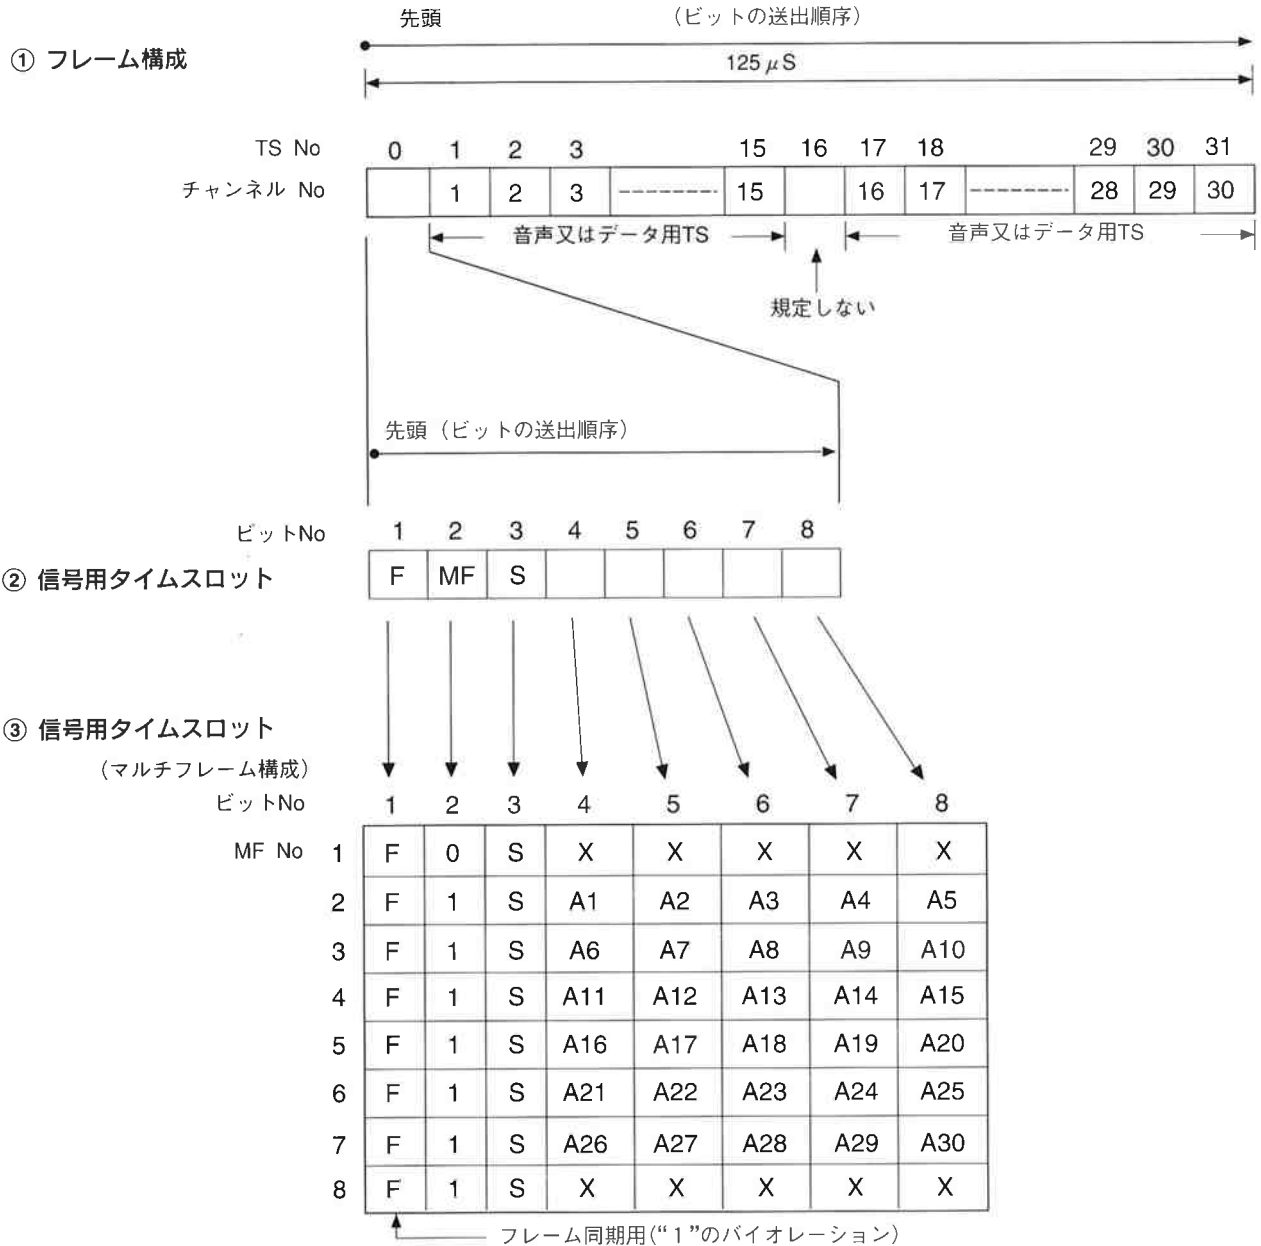 先頭 (ビットの送出順序)
① フレーム構成
125 μS
TS No 0 1 2 3 15 16 17 18 29 30 31
チャンネル No 1 2 3 15 16 17 28 29 30
音声又はデータ用TS 音声又はデータ用TS
規定しない
先頭 (ビットの送出順序)
ビットNo 1 2 3 4 5 6 7 8
② 信号用タイムスロット F MF S
③ 信号用タイムスロット
(マルチフレーム構成)
ビットNo 1 2 3 4 5 6 7 8
MF No 1 F 0 S X X X X X
2 F 1 S A1 A2 A3 A4 A5
3 F 1 S A6 A7 A8 A9 A10
4 F 1 S A11 A12 A13 A14 A15
5 F 1 S A16 A17 A18 A19 A20
6 F 1 S A21 A22 A23 A24 A25
7 F 1 S A26 A27 A28 A29 A30
8 F 1 S X X X X X
フレーム同期用(“1”のバイオレーション)